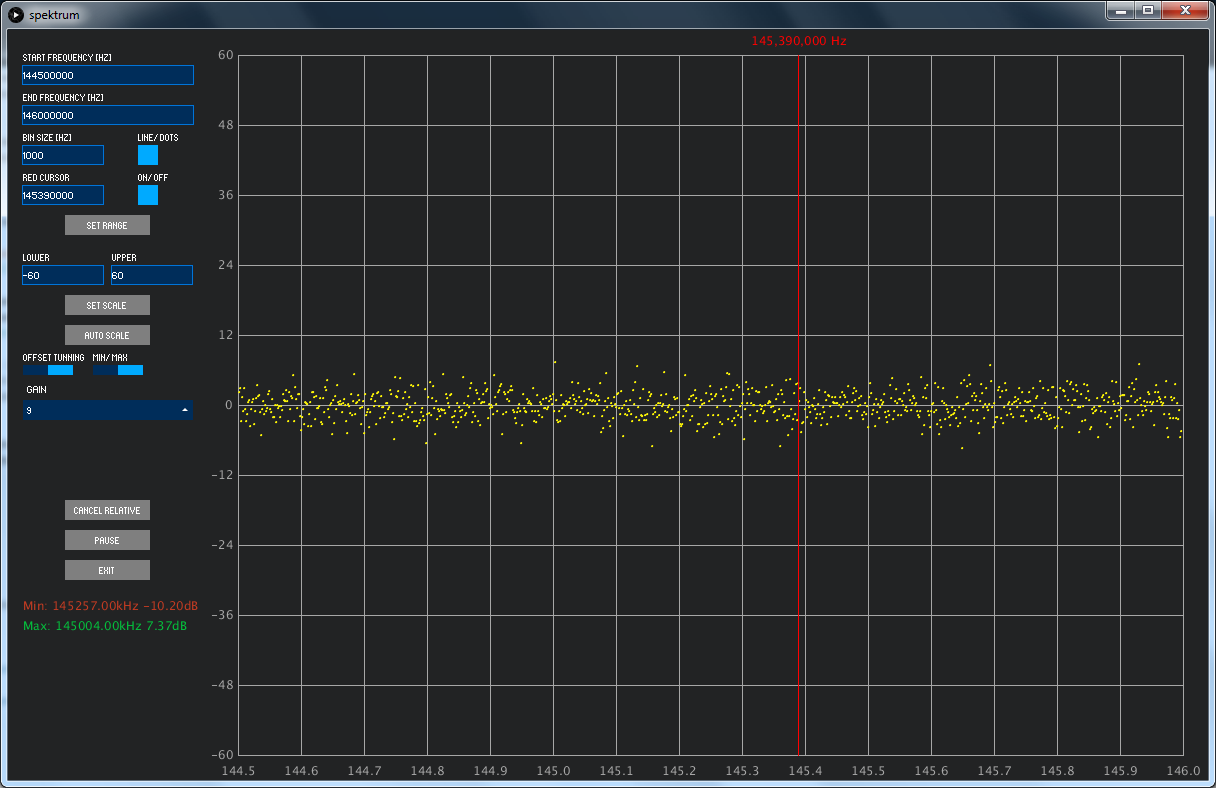 spektrum
START FREQUENCY [HZ]
144500000
END FREQUENCY [HZ]
146000000
BIN SIZE [HZ]
LINE/DOTS
1000
RED CURSOR
ON/OFF
145390000
SET RANGE
LOWER
UPPER
-60
60
SET SCALE
AUTO SCALE
OFFSET TUNNING
MIN/MAX
GAIN
9
CANCEL RELATIVE
PAUSE
EXIT
Min: 145257.00kHz -10.20dB
Max: 145004.00kHz 7.37dB
145,390,000 Hz
60
48
36
24
12
0
-12
-24
-36
-48
-60
144.5 144.6 144.7 144.8 144.9 145.0 145.1 145.2 145.3 145.4 145.5 145.6 145.7 145.8 145.9 146.0